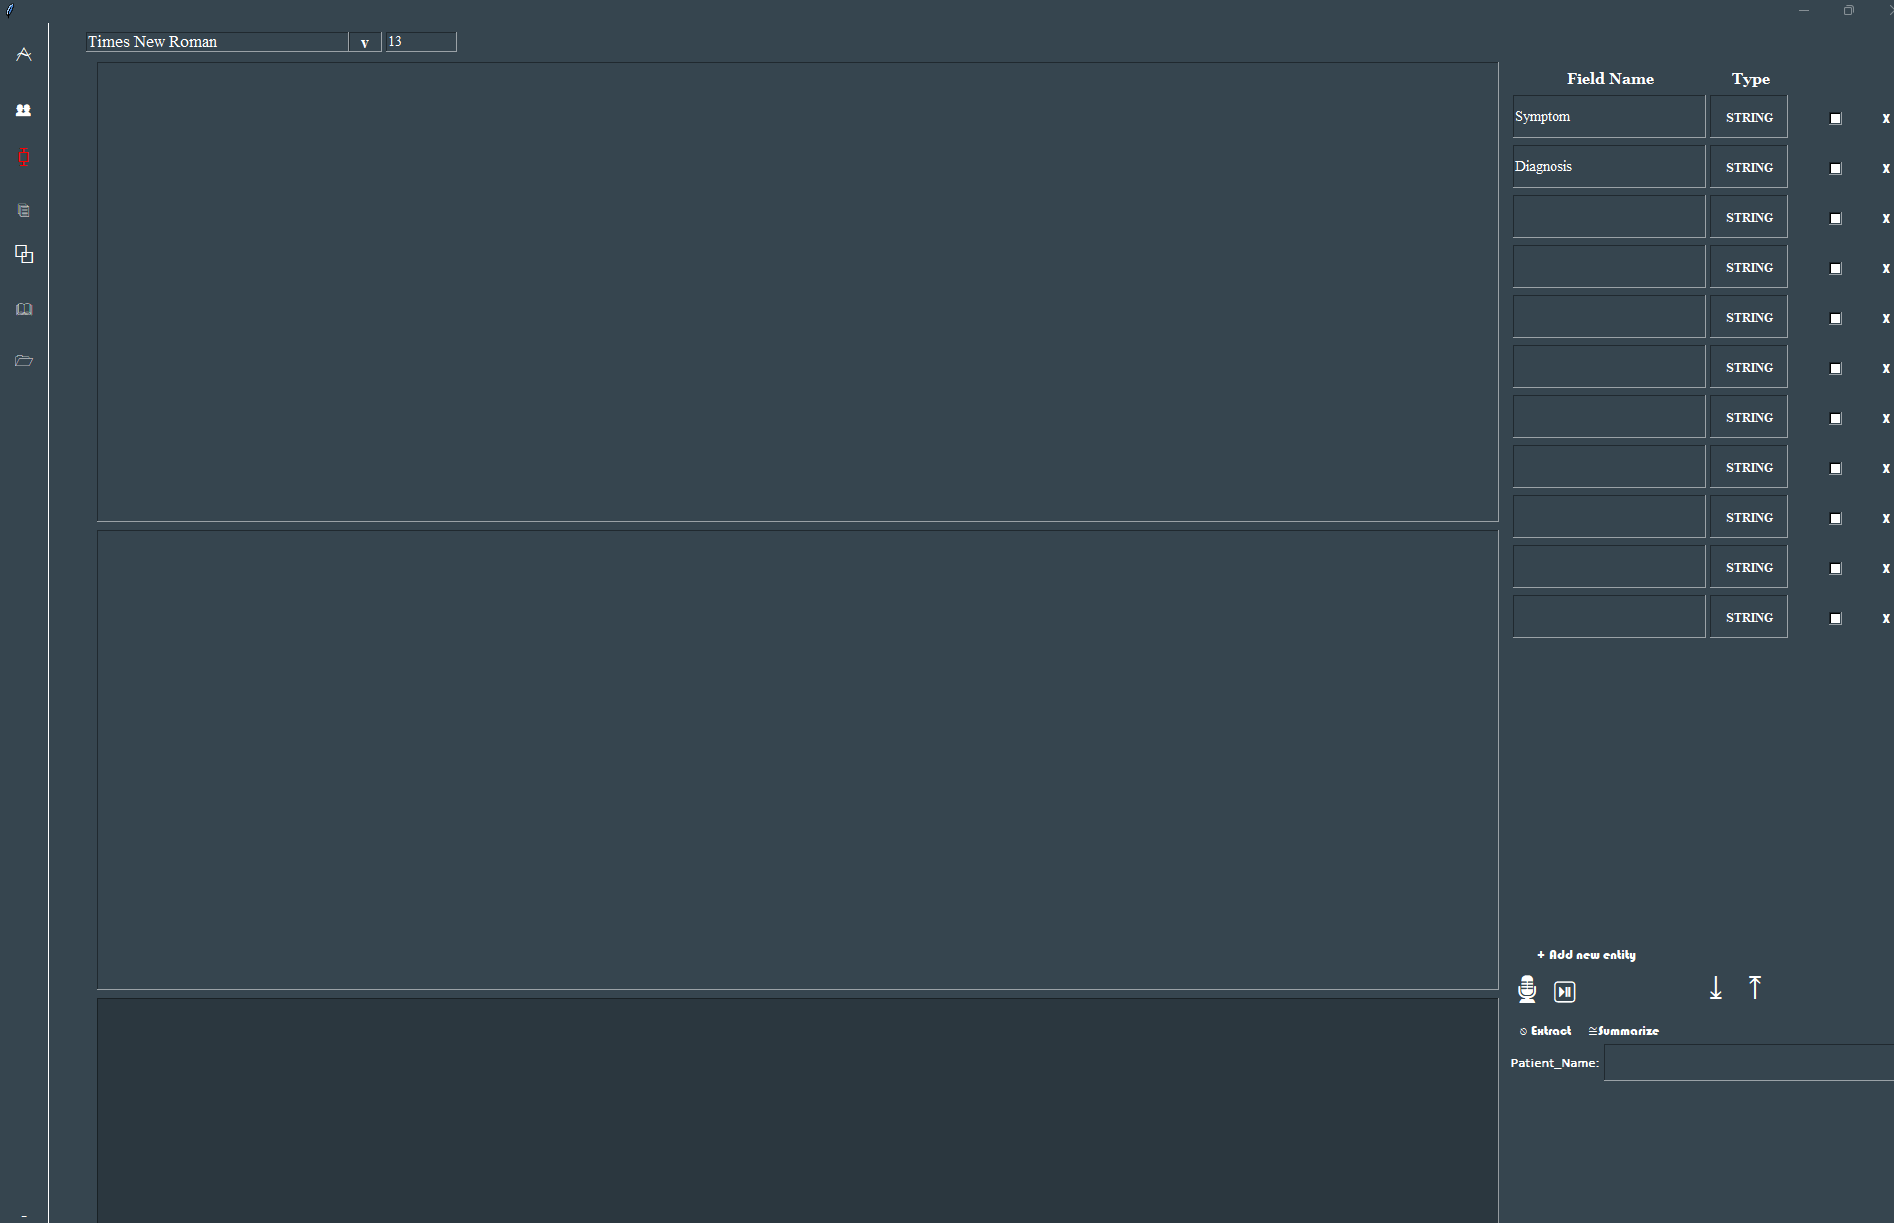 Times New Roman v 13
Field Name Type
Symptom STRING x
Diagnosis STRING x
STRING x
STRING x
STRING x
STRING x
STRING x
STRING x
STRING x
STRING x
STRING x
+ Add new entity
Extract ≅Summarize
Patient_Name: